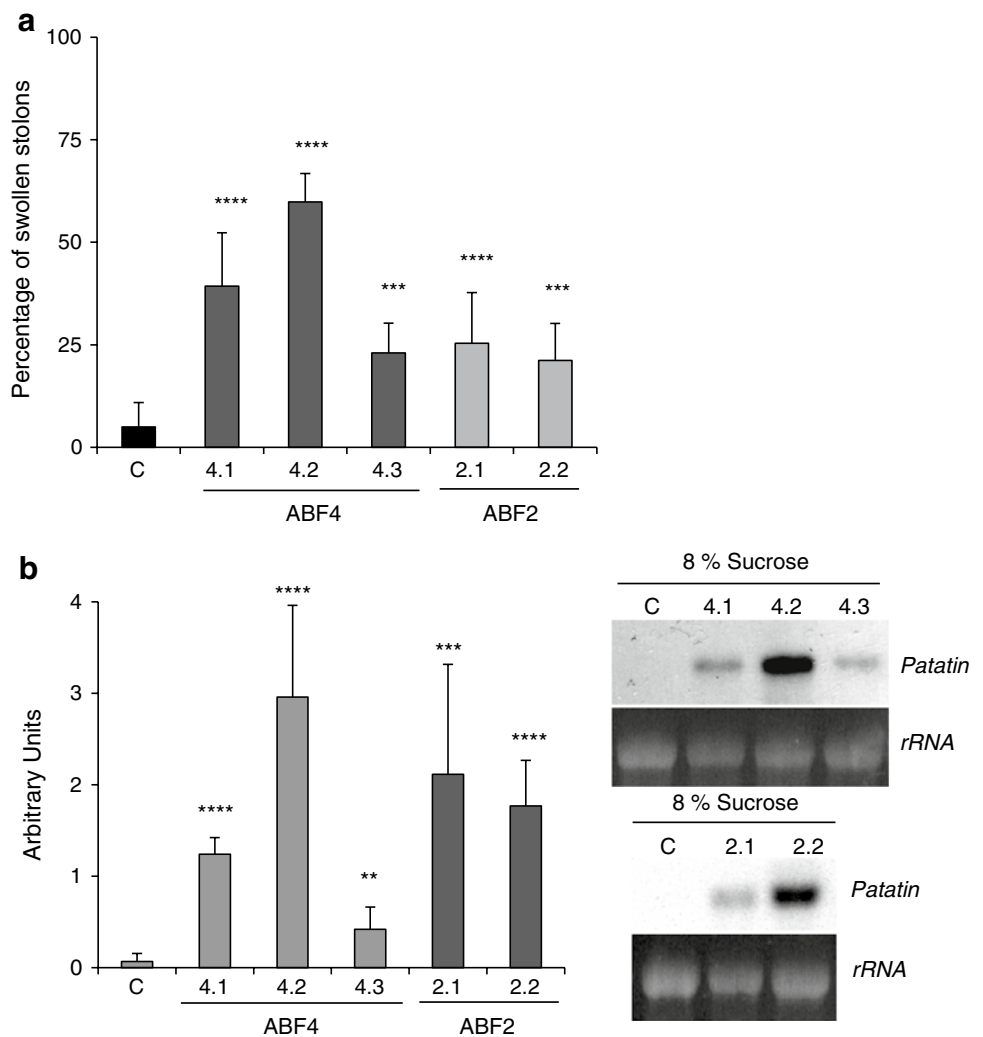 a
100
75
50
25
0
Percentage of swollen stolons
****
****
***
****
***
C 4.1 4.2 4.3 2.1 2.2
ABF4 ABF2
b
4
3
2
1
0
Arbitrary Units
****
****
**
***
****
C 4.1 4.2 4.3 2.1 2.2
ABF4 ABF2
8 % Sucrose
C 4.1 4.2 4.3
Patatin
rRNA
8 % Sucrose
C 2.1 2.2
Patatin
rRNA